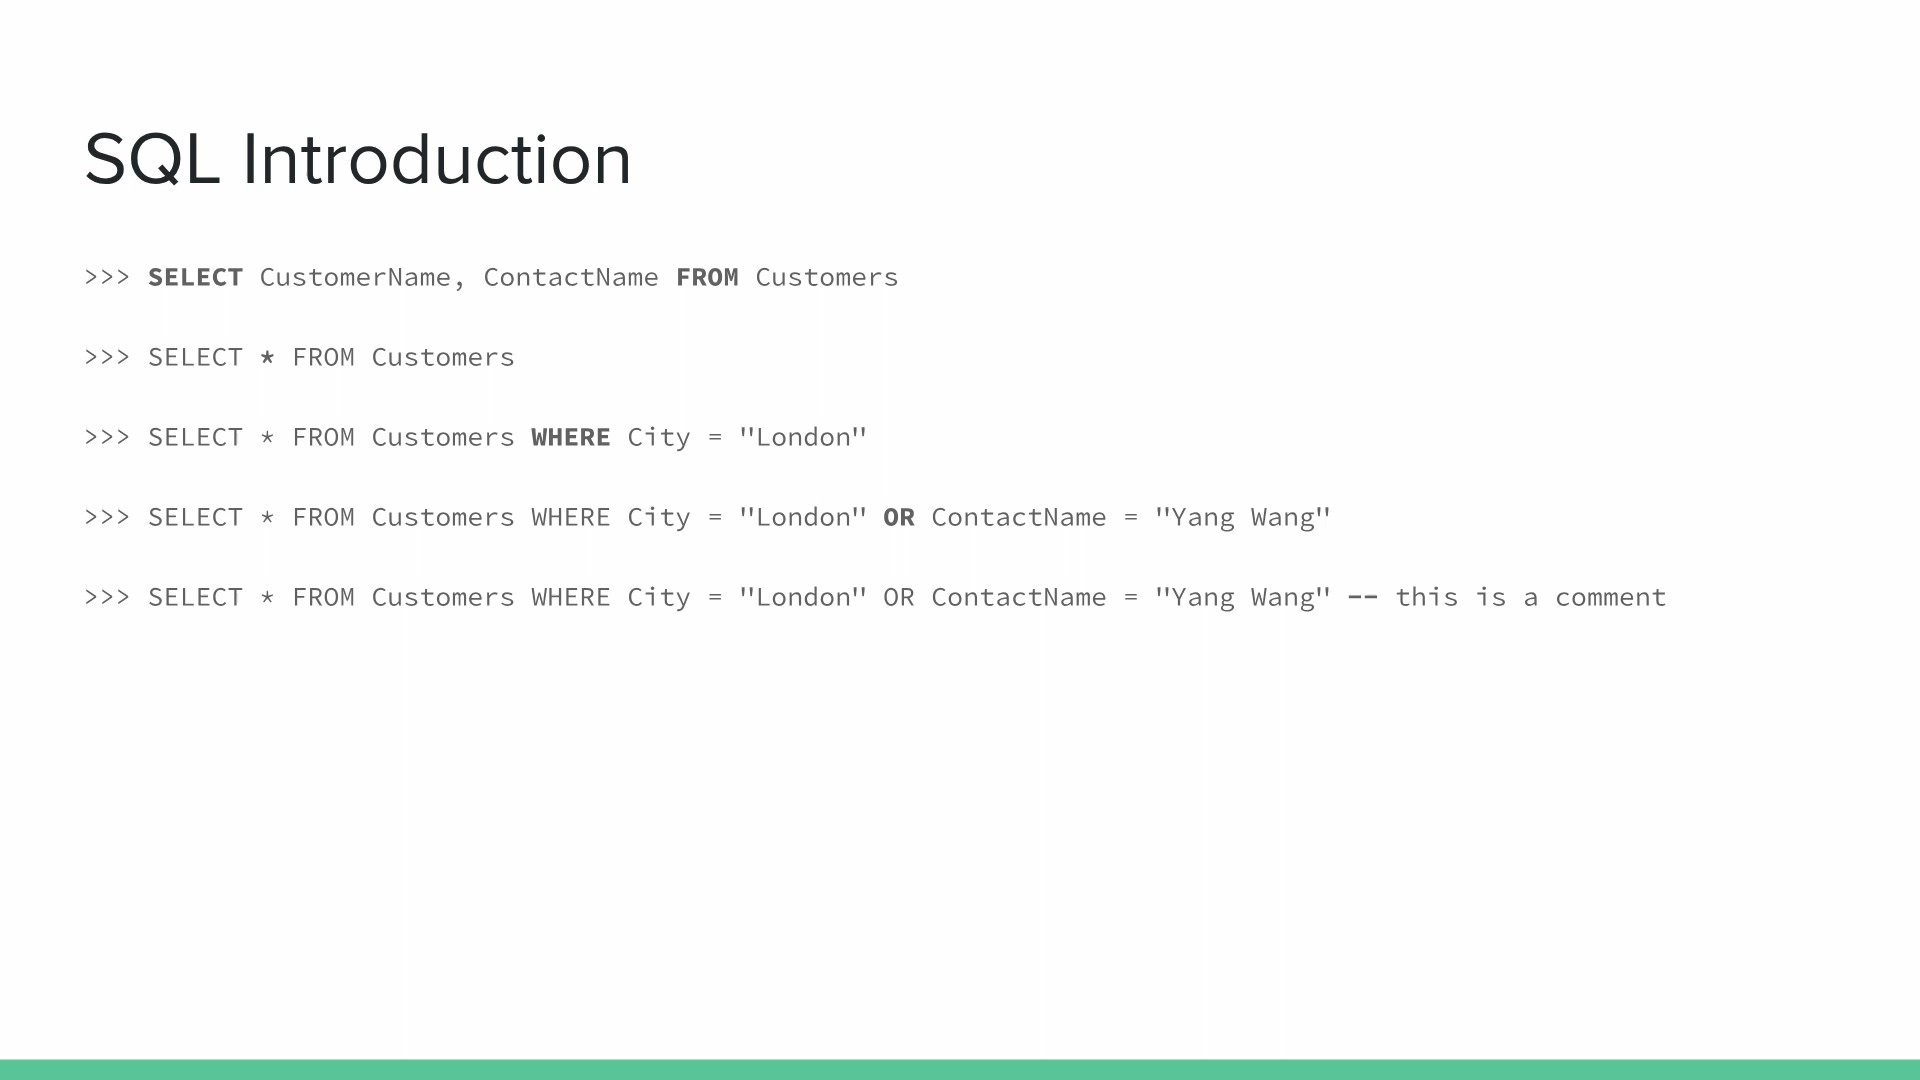 SQL Introduction
>>> SELECT CustomerName, ContactName FROM Customers
>>> SELECT * FROM Customers
>>> SELECT * FROM Customers WHERE City = "London"
>>> SELECT * FROM Customers WHERE City = "London" OR ContactName = "Yang Wang"
>>> SELECT * FROM Customers WHERE City = "London" OR ContactName = "Yang Wang" -- this is a comment